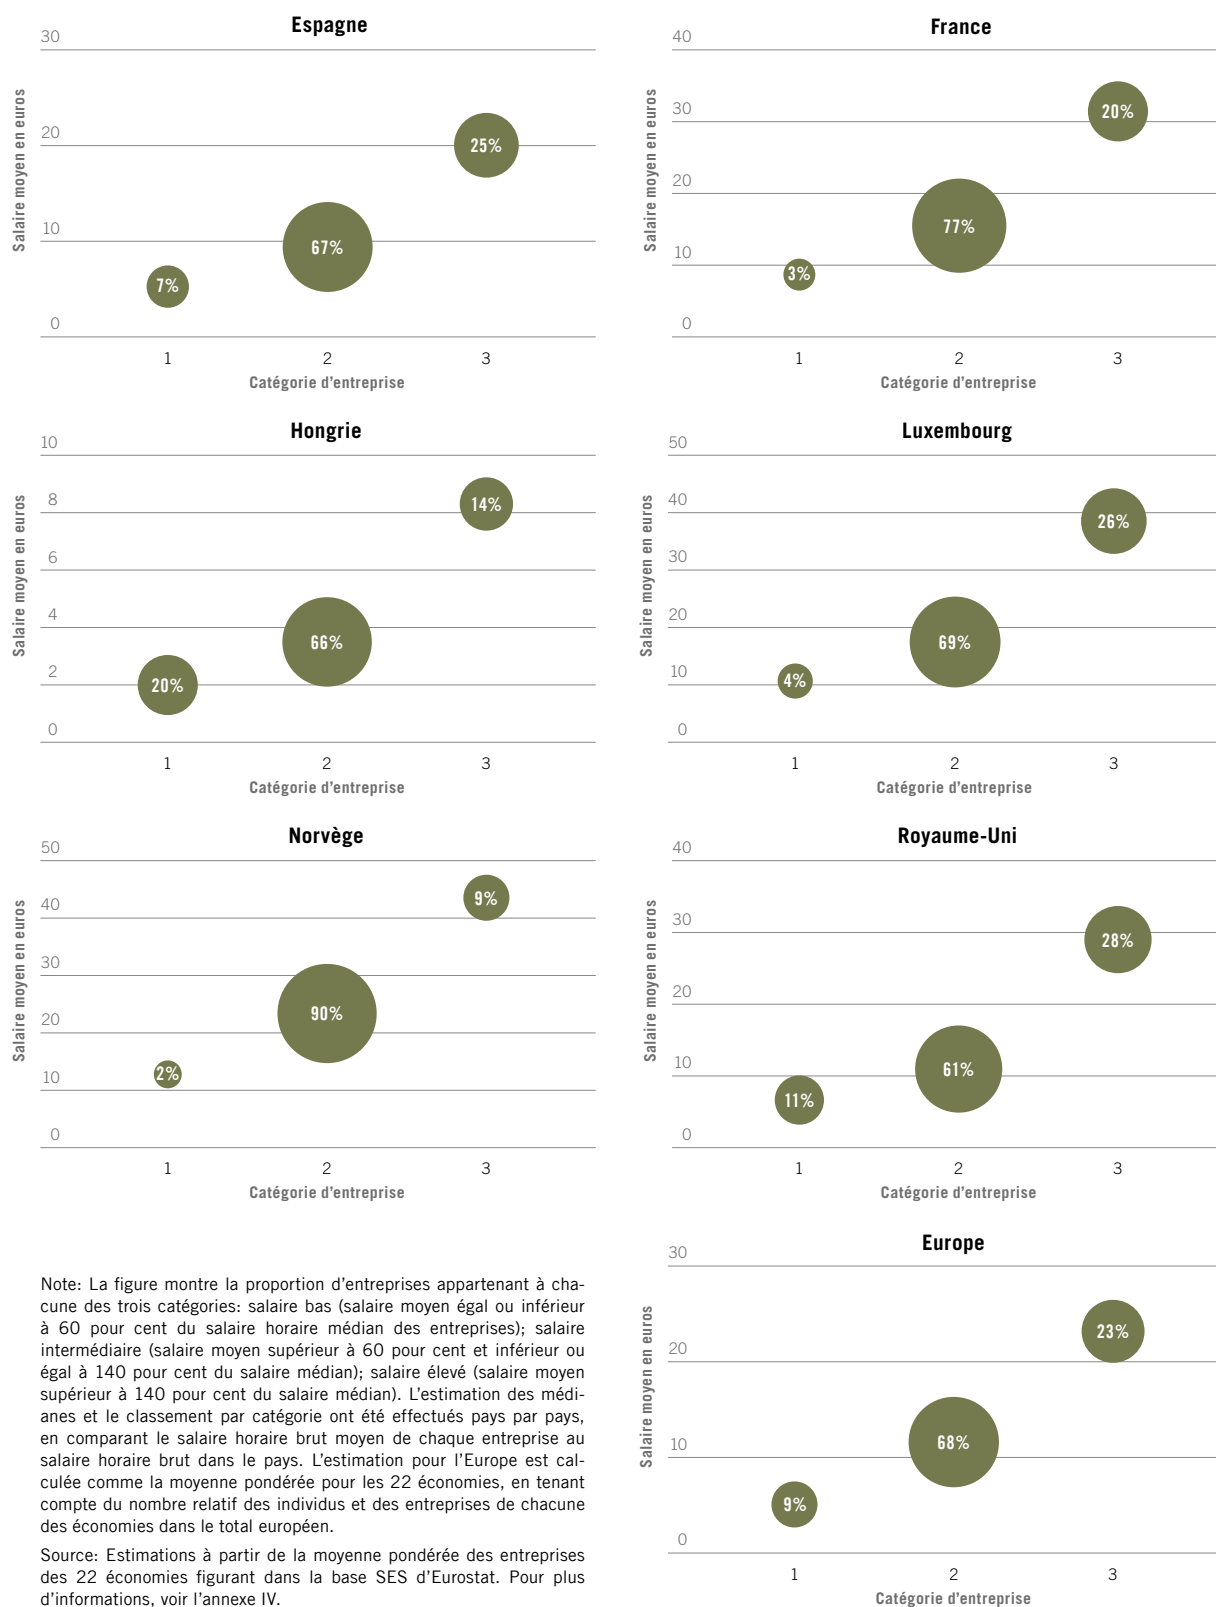 Espagne
30
20
10
0
Salaire moyen en euros
7%
67%
25%
1
2
3
Catégorie d'entreprise
France
40
30
20
10
0
Salaire moyen en euros
3%
77%
20%
1
2
3
Catégorie d'entreprise
Hongrie
10
8
6
4
2
0
Salaire moyen en euros
20%
66%
14%
1
2
3
Catégorie d'entreprise
Luxembourg
50
40
30
20
10
0
Salaire moyen en euros
4%
69%
26%
1
2
3
Catégorie d'entreprise
Norvège
50
40
30
20
10
0
Salaire moyen en euros
2%
90%
9%
1
2
3
Catégorie d'entreprise
Royaume-Uni
40
30
20
10
0
Salaire moyen en euros
11%
61%
28%
1
2
3
Catégorie d'entreprise
Europe
30
20
10
0
Salaire moyen en euros
9%
68%
23%
1
2
3
Catégorie d'entreprise
Note: La figure montre la proportion d'entreprises appartenant à cha-
cune des trois catégories: salaire bas (salaire moyen égal ou inférieur
à 60 pour cent du salaire horaire médian des entreprises); salaire
intermédiaire (salaire moyen supérieur à 60 pour cent et inférieur ou
égal à 140 pour cent du salaire médian); salaire élevé (salaire moyen
supérieur à 140 pour cent du salaire médian). L'estimation des médi-
anes et le classement par catégorie ont été effectués pays par pays,
en comparant le salaire horaire brut moyen de chaque entreprise au
salaire horaire brut dans le pays. L'estimation pour l'Europe est cal-
culée comme la moyenne pondérée pour les 22 économies, en tenant
compte du nombre relatif des individus et des entreprises de chacune
des économies dans le total européen.
Source: Estimations à partir de la moyenne pondérée des entreprises
des 22 économies figurant dans la base SES d'Eurostat. Pour plus
d'informations, voir l'annexe IV.